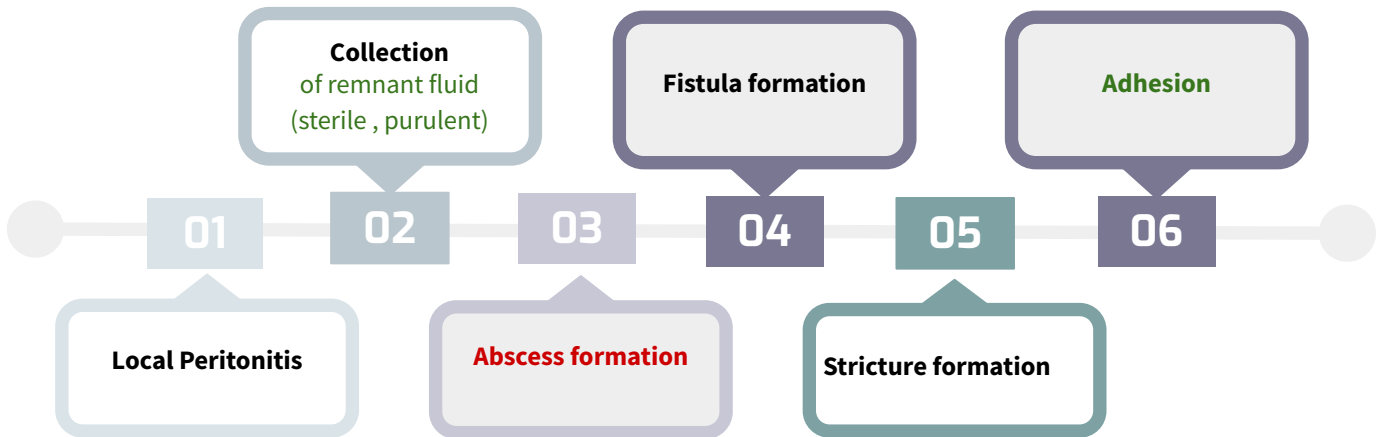 Collection
of remnant fluid
(sterile , purulent)
Fistula formation
Adhesion
01
02
03
04
05
06
Local Peritonitis
Abscess formation
Stricture formation